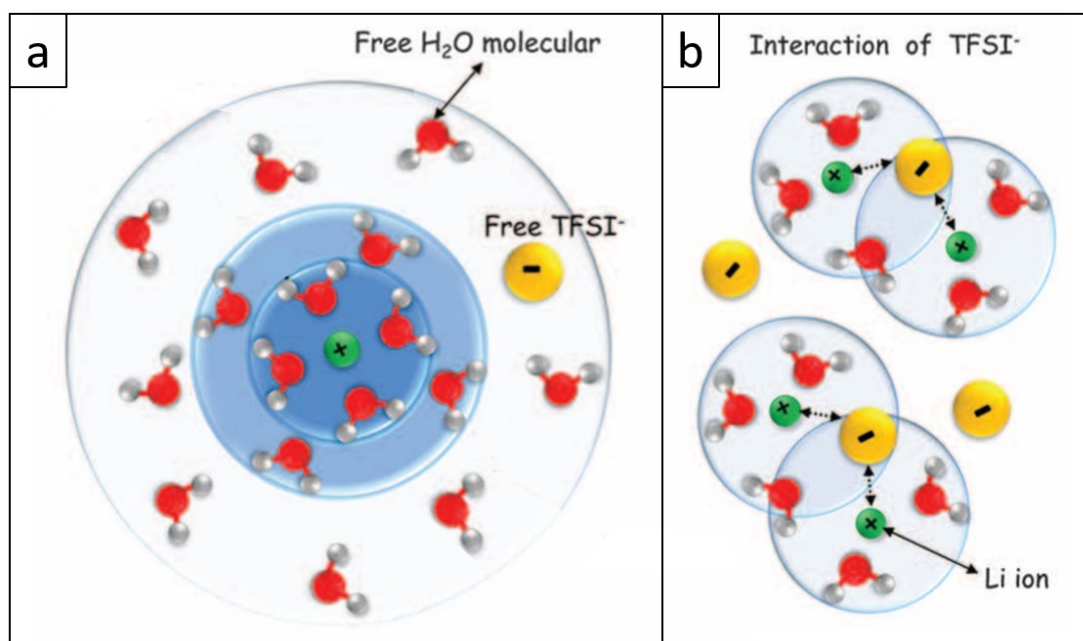 a
Free H₂O molecular
Free TFSI⁻
+
-
b
Interaction of TFSI⁻
+
-
+
-
+
-
-
+
Li ion